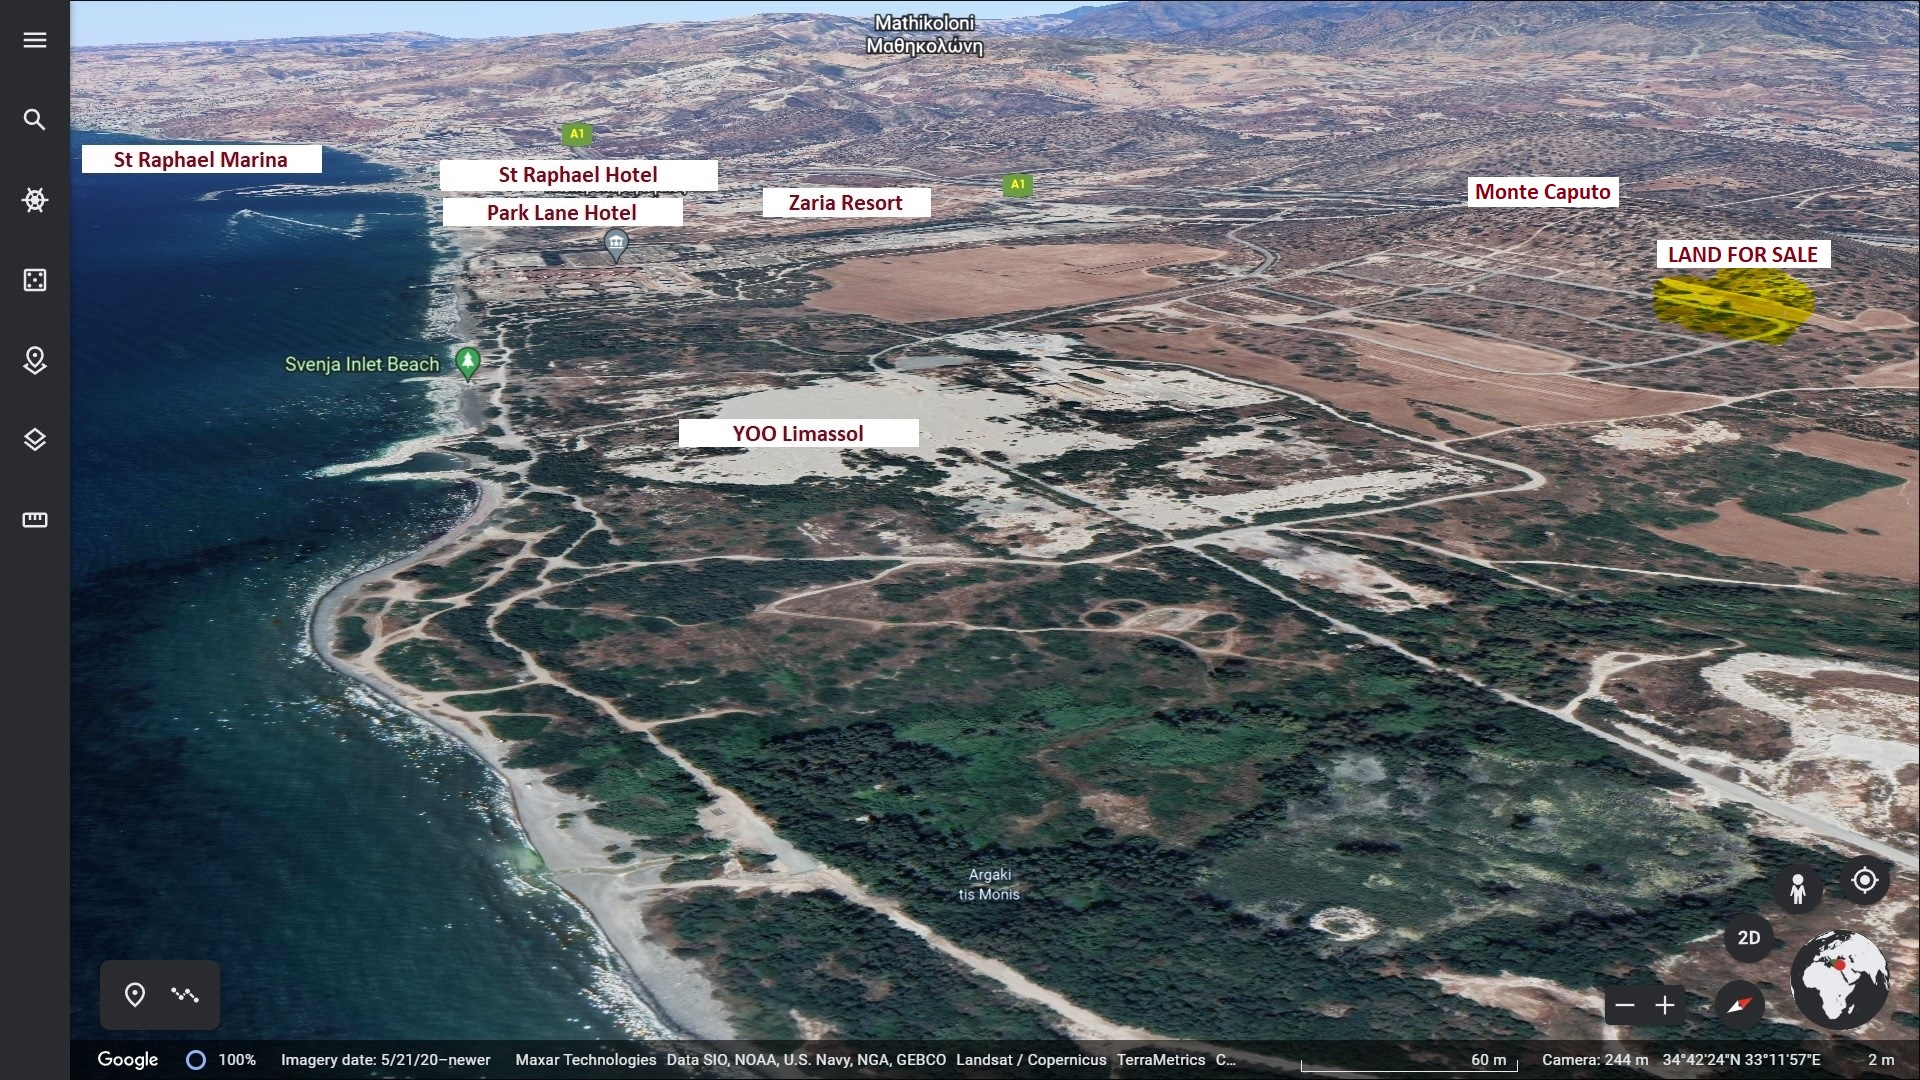 Mathikoloni
Μαθηκολώνη
A1
St Raphael Marina
St Raphael Hotel
A1
Zaria Resort
Monte Caputo
Park Lane Hotel
LAND FOR SALE
Svenja Inlet Beach
YOO Limassol
Argaki
tis Monis
2D
Google 100% Imagery date: 5/21/20–newer Maxar Technologies Data SIO, NOAA, U.S. Navy, NGA, GEBCO Landsat / Copernicus TerraMetrics C... 60 m Camera: 244 m 34°42'24"N 33°11'57"E 2 m